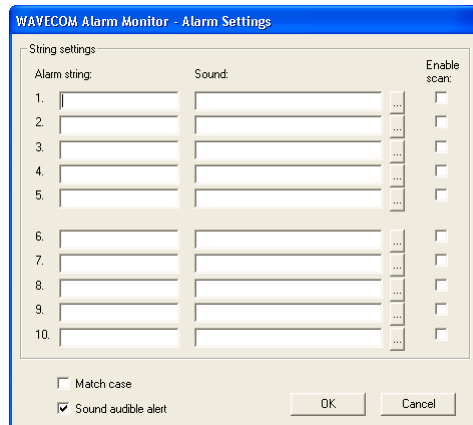 WAVECOM Alarm Monitor - Alarm Settings
String settings
Alarm string: Sound: Enable scan:
1. ...
2. ...
3. ...
4. ...
5. ...
6. ...
7. ...
8. ...
9. ...
10. ...
Match case
Sound audible alert
OK Cancel